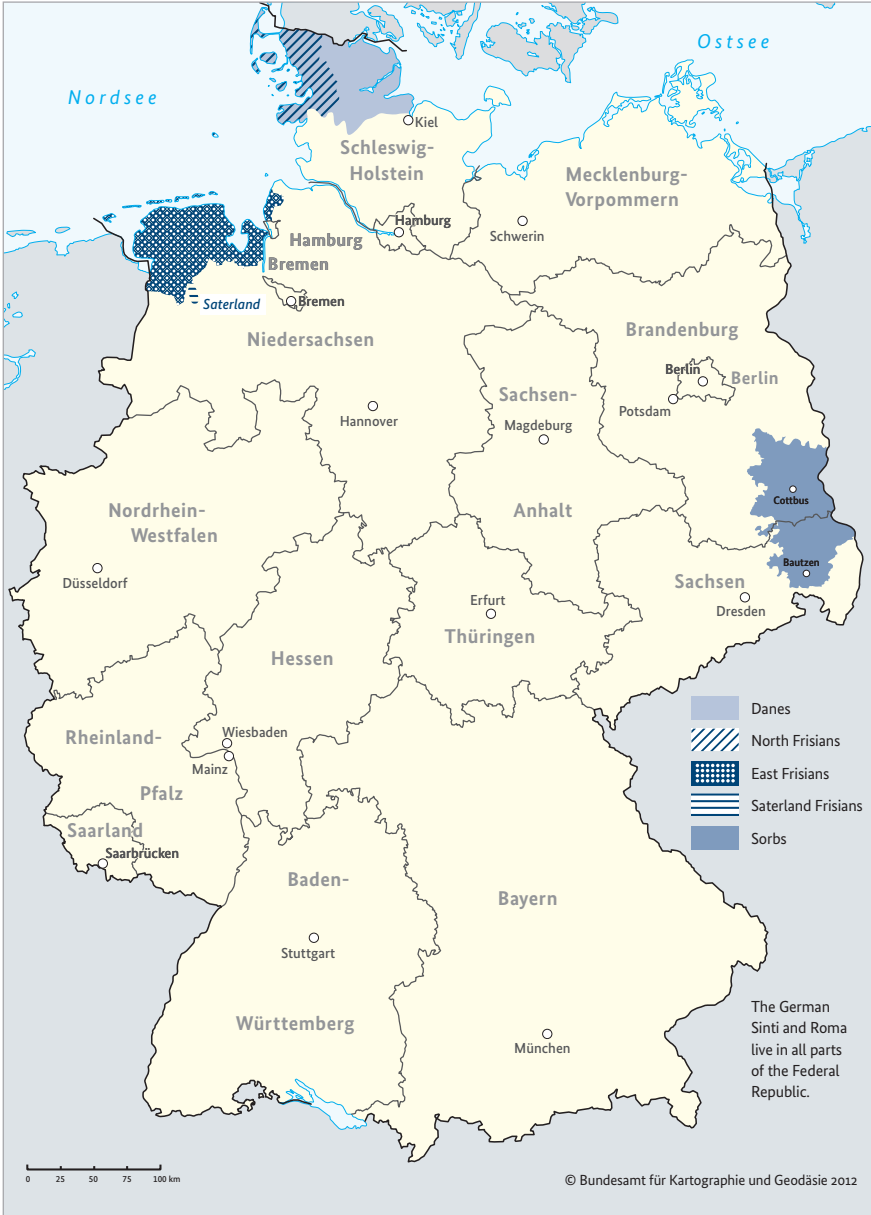 Ostsee
Nordsee
Kiel
Schleswig-
Holstein
Mecklenburg-
Vorpommern
Hamburg
Schwerin
Hamburg
Bremen
Saterland
Bremen
Niedersachsen
Brandenburg
Berlin
Berlin
Potsdam
Sachsen-
Magdeburg
Hannover
Cottbus
Nordrhein-
Westfalen
Anhalt
Bautzen
Düsseldorf
Sachsen
Dresden
Erfurt
Thüringen
Hessen
Danes
North Frisians
East Frisians
Saterland Frisians
Sorbs
Rheinland-
Pfalz
Wiesbaden
Mainz
Saarland
Saarbrücken
Baden-
Bayern
Stuttgart
Württemberg
München
The German
Sinti and Roma
live in all parts
of the Federal
Republic.
0 25 50 75 100 km
© Bundesamt für Kartographie und Geodäsie 2012